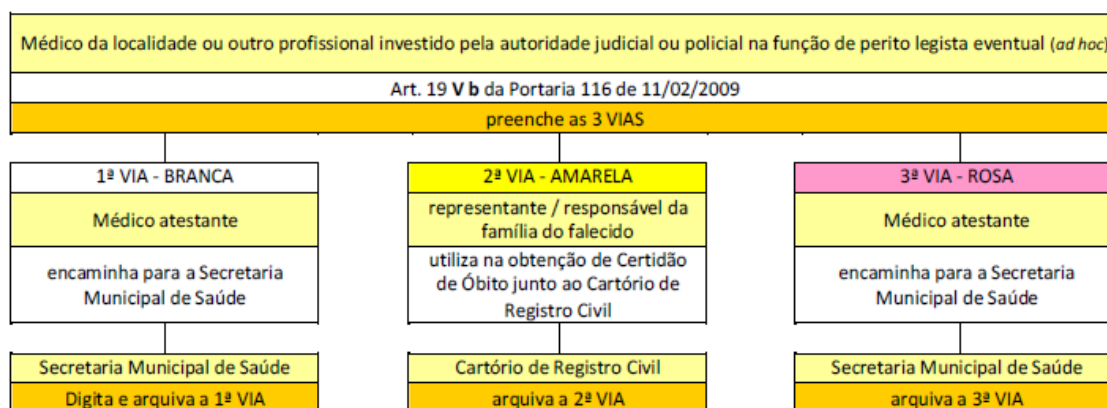 Médico da localidade ou outro profissional investido pela autoridade judicial ou policial na função de perito legista eventual (ad hoc)
Art. 19 V b da Portaria 116 de 11/02/2009
preenche as 3 VIAS
1ª VIA - BRANCA
Médico atestante
encaminha para a Secretaria
Municipal de Saúde
Secretaria Municipal de Saúde
Digita e arquiva a 1ª VIA
2ª VIA - AMARELA
representante / responsável da
família do falecido
utiliza na obtenção de Certidão
de Óbito junto ao Cartório de
Registro Civil
Cartório de Registro Civil
arquiva a 2ª VIA
3ª VIA - ROSA
Médico atestante
encaminha para a Secretaria
Municipal de Saúde
Secretaria Municipal de Saúde
arquiva a 3ª VIA